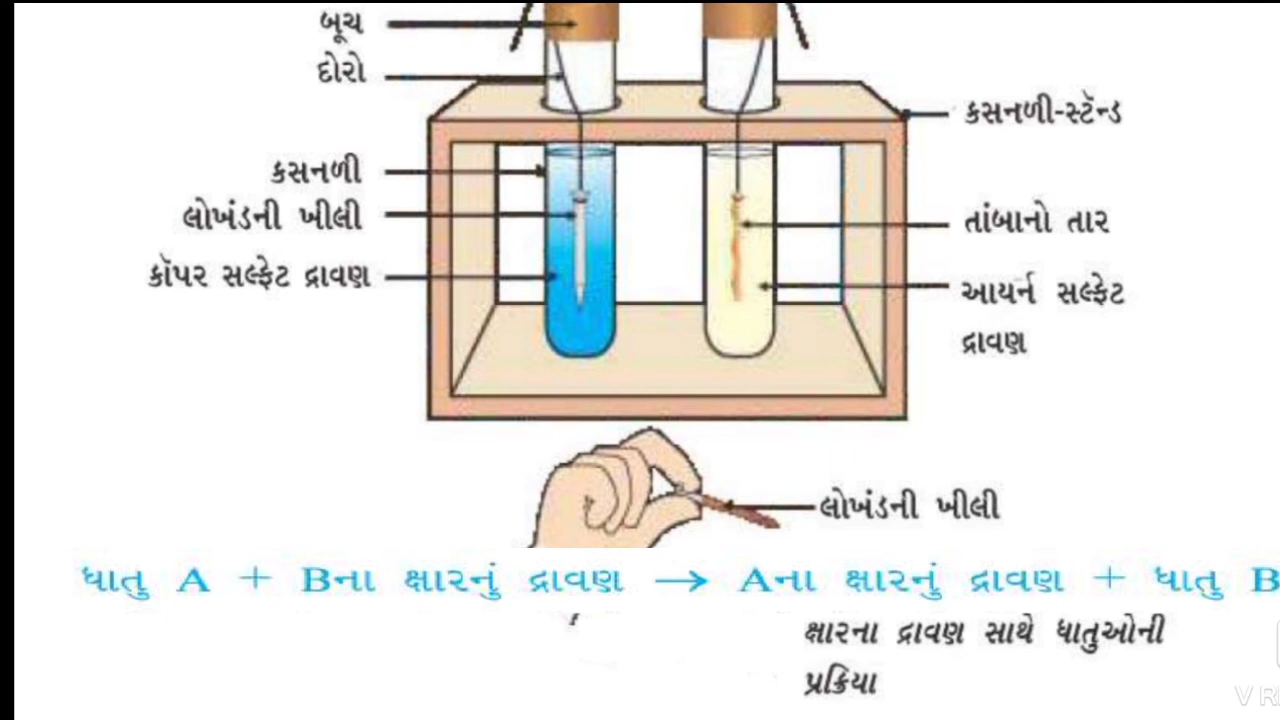 બૂચ
દોરો
કસનળી-સ્ટૅન્ડ
કસનળી
લોખંડની ખીલી
તાંબાનો તાર
કૉપર સલ્ફેટ દ્રાવણ
આયર્ન સલ્ફેટ
દ્રાવણ
લોખંડની ખીલી
ધાતુ A + Bના ક્ષારનું દ્રાવણ → Aના ક્ષારનું દ્રાવણ + ધાતુ B
ક્ષારના દ્રાવણ સાથે ધાતુઓની
પ્રક્રિયા